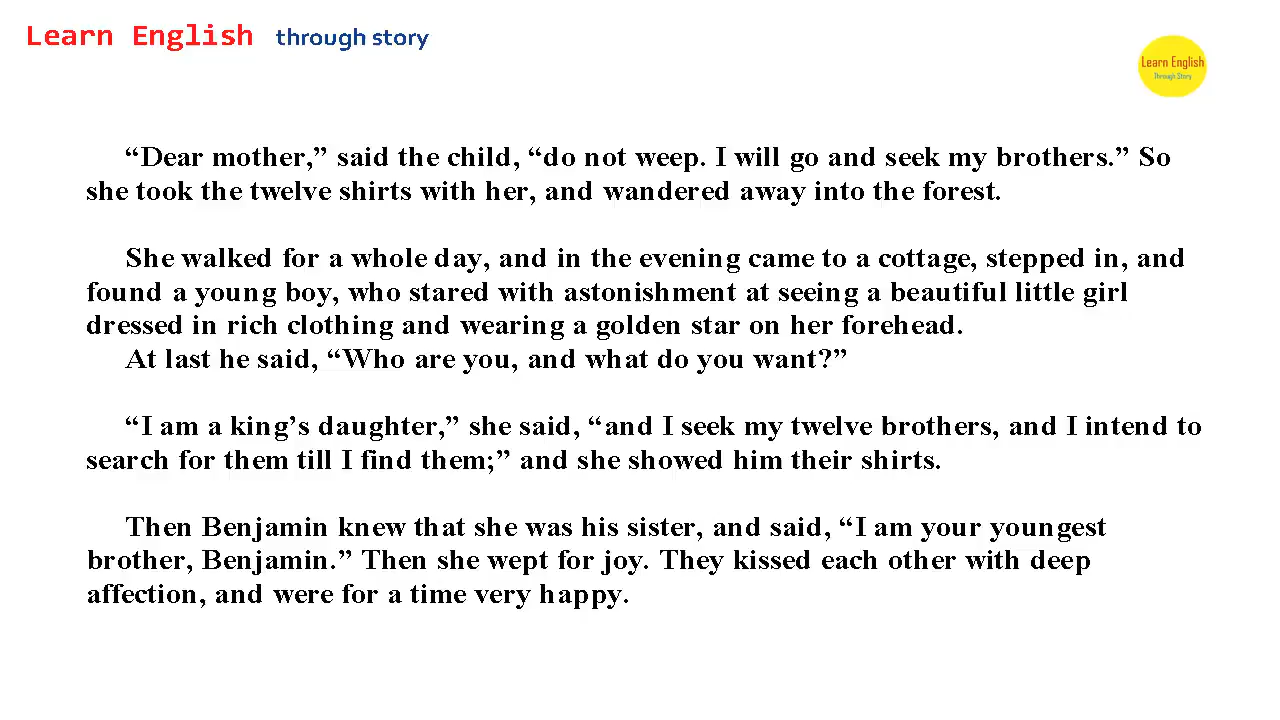 Learn English through story
Learn English
Through Story
“Dear mother,” said the child, “do not weep. I will go and seek my brothers.” So
she took the twelve shirts with her, and wandered away into the forest.
She walked for a whole day, and in the evening came to a cottage, stepped in, and
found a young boy, who stared with astonishment at seeing a beautiful little girl
dressed in rich clothing and wearing a golden star on her forehead.
At last he said, “Who are you, and what do you want?”
“I am a king’s daughter,” she said, “and I seek my twelve brothers, and I intend to
search for them till I find them;” and she showed him their shirts.
Then Benjamin knew that she was his sister, and said, “I am your youngest
brother, Benjamin.” Then she wept for joy. They kissed each other with deep
affection, and were for a time very happy.